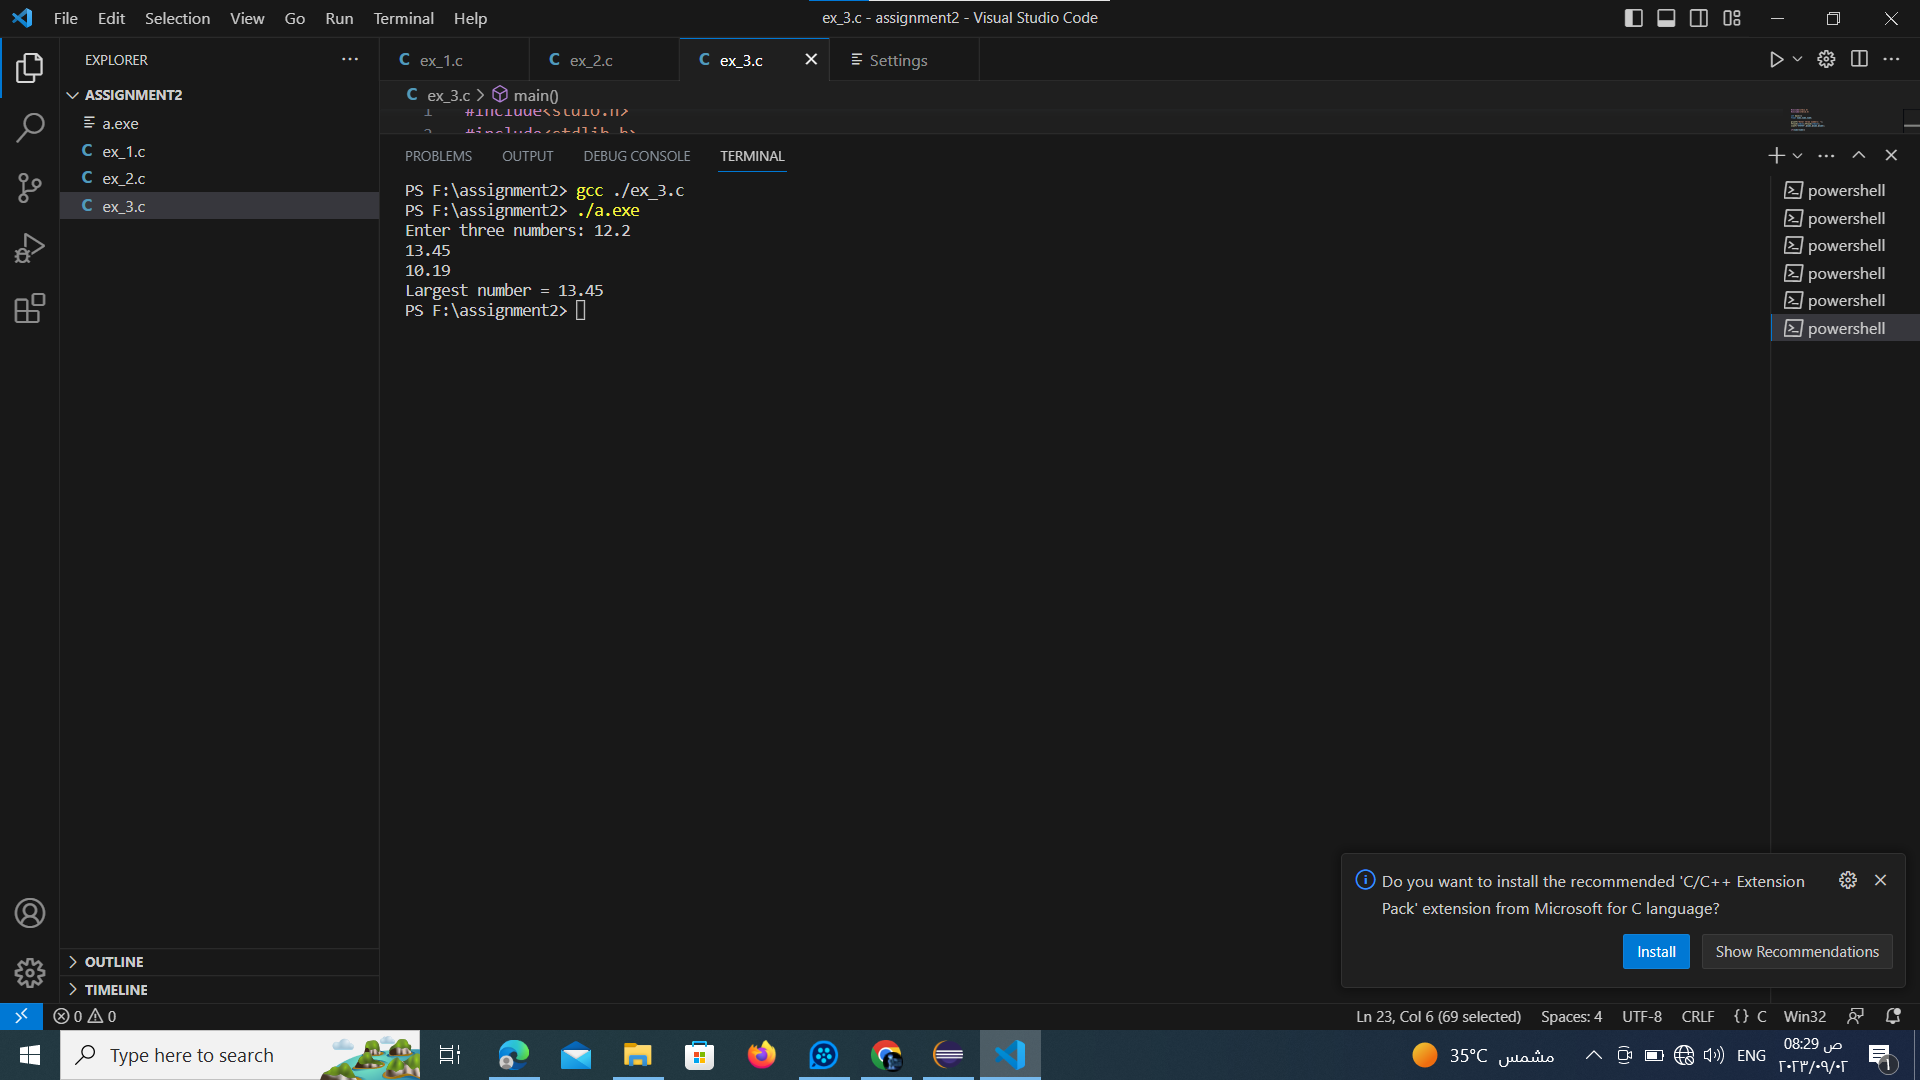 File Edit Selection View Go Run Terminal Help
ex_3.c - assignment2 - Visual Studio Code
EXPLORER
ASSIGNMENT2
a.exe
C ex_1.c
C ex_2.c
C ex_3.c
OUTLINE
TIMELINE
C ex_1.c
C ex_2.c
C ex_3.c
Settings
C ex_3.c > main()
1 #include<stdio.h>
2 #include<stdlib.h>
PROBLEMS OUTPUT DEBUG CONSOLE TERMINAL
PS F:\assignment2> gcc ./ex_3.c
PS F:\assignment2> ./a.exe
Enter three numbers: 12.2
13.45
10.19
Largest number = 13.45
PS F:\assignment2>
powershell
powershell
powershell
powershell
powershell
powershell
Do you want to install the recommended 'C/C++ Extension
Pack' extension from Microsoft for C language?
Install
Show Recommendations
0 0
Ln 23, Col 6 (69 selected) Spaces: 4 UTF-8 CRLF {} C Win32
Type here to search
35°C مشمس
ENG
08:29 ص
٢٠٢٣/٠٩/٠٢
١